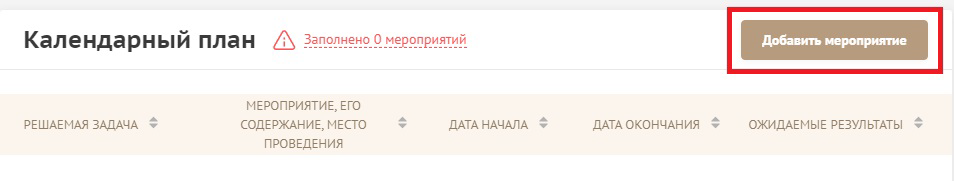 Календарный план
Заполнено 0 мероприятий
Добавить мероприятие
РЕШАЕМАЯ ЗАДАЧА
МЕРОПРИЯТИЕ, ЕГО
СОДЕРЖАНИЕ, МЕСТО
ПРОВЕДЕНИЯ
ДАТА НАЧАЛА
ДАТА ОКОНЧАНИЯ
ОЖИДАЕМЫЕ РЕЗУЛЬТАТЫ